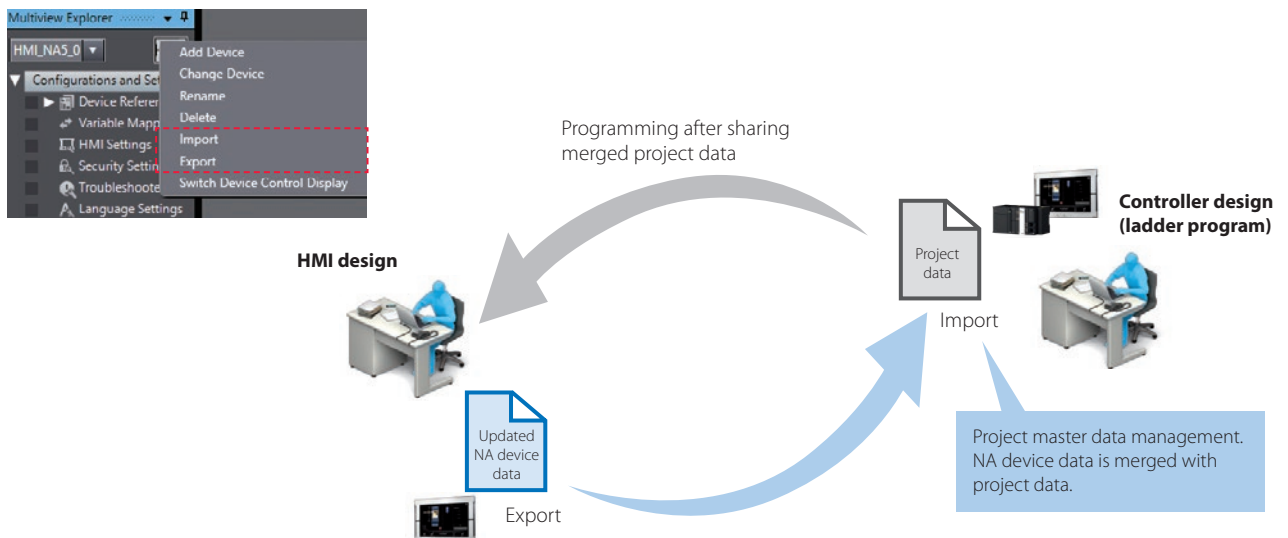 Multiview Explorer
HMI_NA5_0
Add Device
Change Device
Rename
Delete
Import
Export
Switch Device Control Display
Configurations and Set
Device Referen
Variable Mapp
HMI Settings
Security Settin
Troubleshoote
Language Settings
Programming after sharing
merged project data
Controller design
(ladder program)
Project
data
Import
HMI design
Updated
NA device
data
Export
Project master data management.
NA device data is merged with
project data.